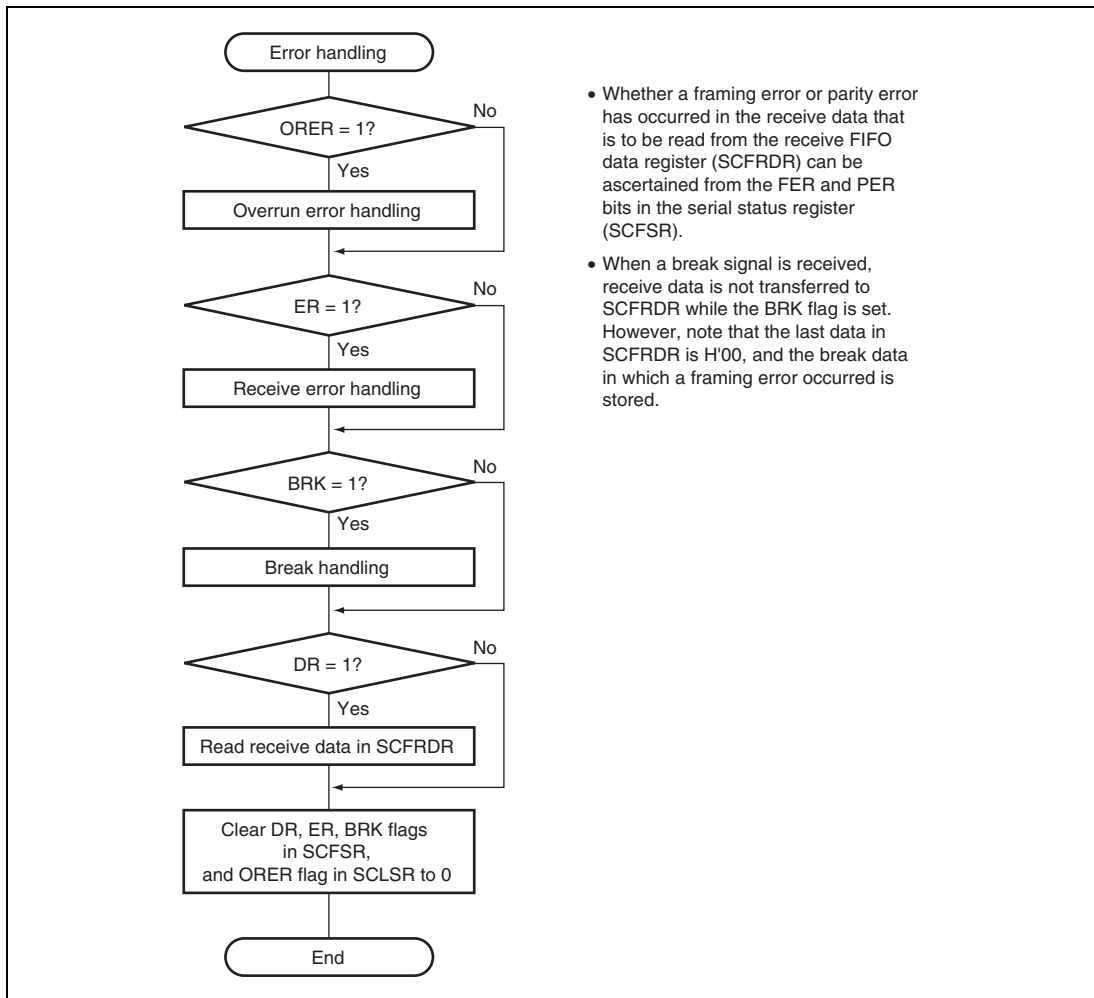 Error handling
ORER = 1?
No
Yes
Overrun error handling
ER = 1?
No
Yes
Receive error handling
BRK = 1?
No
Yes
Break handling
DR = 1?
No
Yes
Read receive data in SCFRDR
Clear DR, ER, BRK flags
in SCFSR,
and ORER flag in SCLSR to 0
End
• Whether a framing error or parity error
has occurred in the receive data that
is to be read from the receive FIFO
data register (SCFRDR) can be
ascertained from the FER and PER
bits in the serial status register
(SCFSR).
• When a break signal is received,
receive data is not transferred to
SCFRDR while the BRK flag is set.
However, note that the last data in
SCFRDR is H'00, and the break data
in which a framing error occurred is
stored.